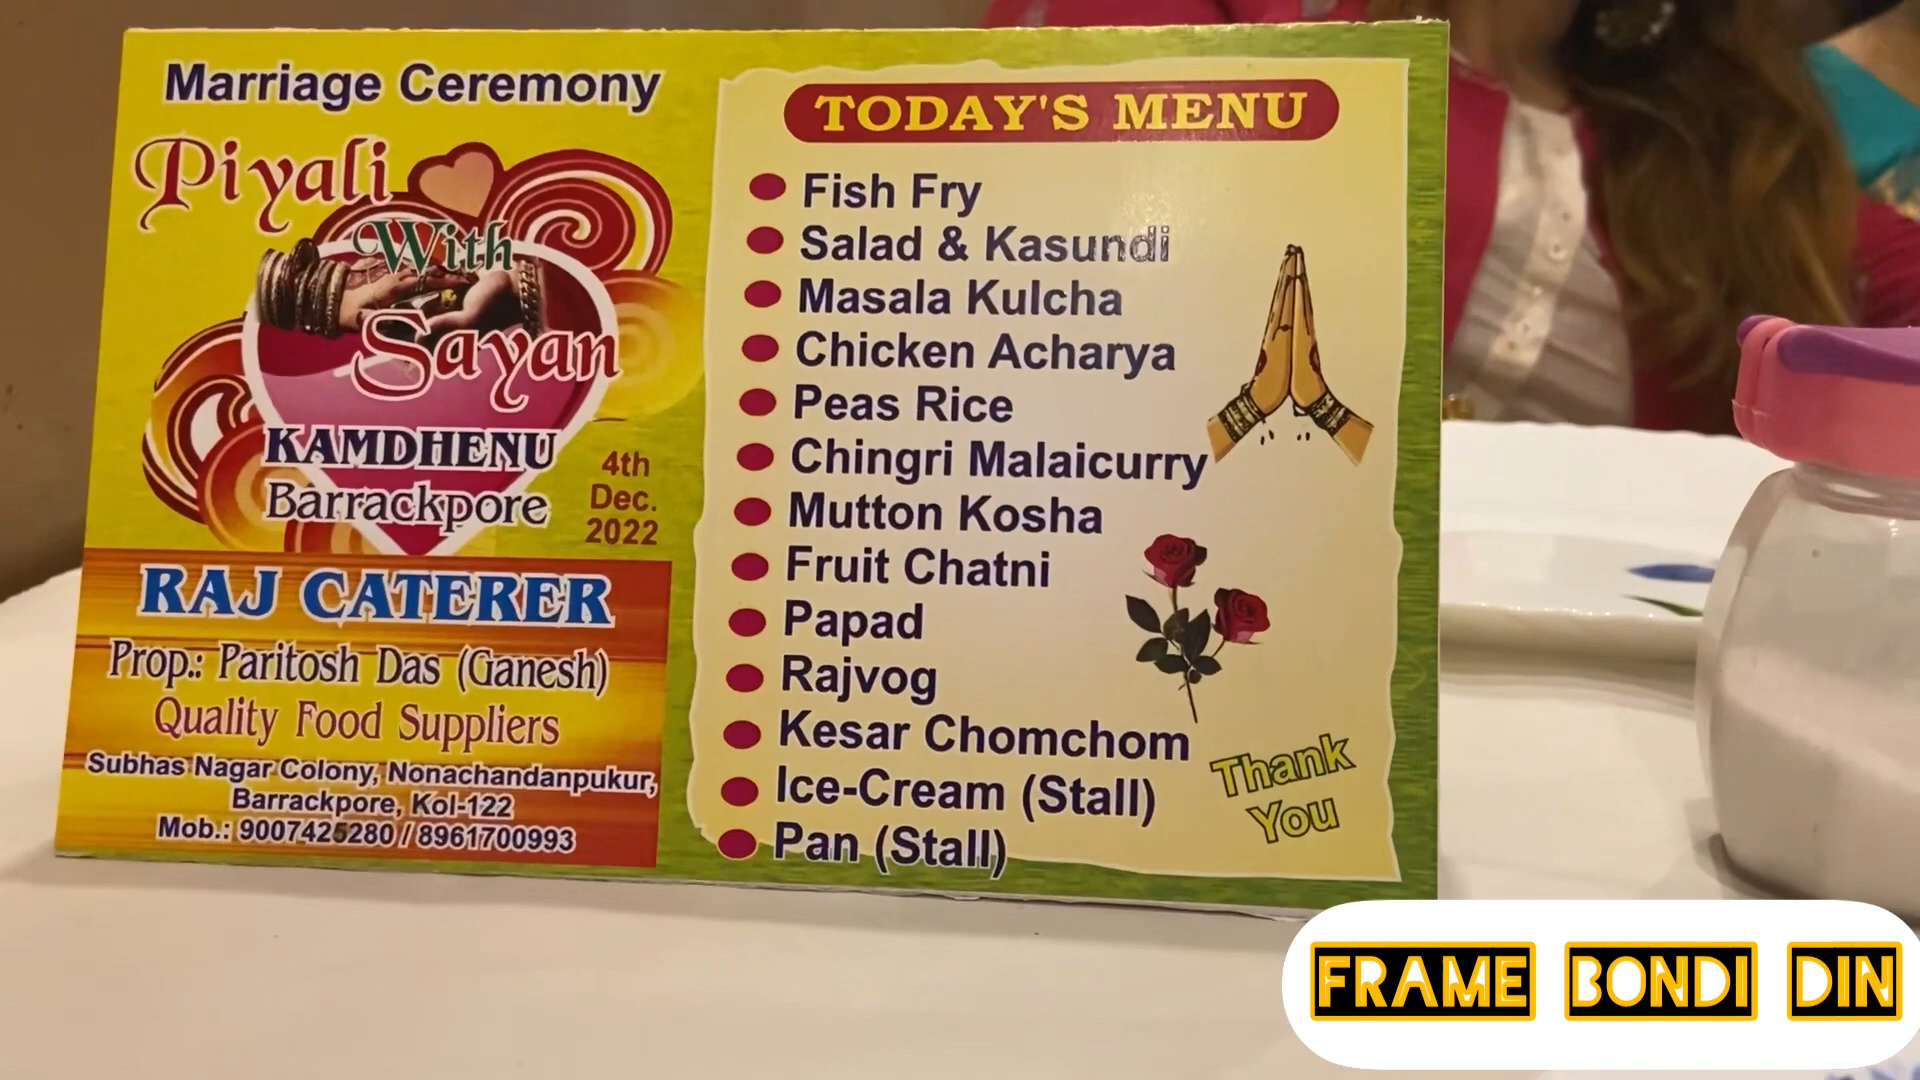 Marriage Ceremony
Piyali
With
Sayan
KAMDHENU
Barrackpore
4th
Dec.
2022
RAJ CATERER
Prop.: Paritosh Das (Ganesh)
Quality Food Suppliers
Subhas Nagar Colony, Nonachandanpukur,
Barrackpore, Kol-122
Mob.: 9007425280 / 8961700993
TODAY'S MENU
Fish Fry
Salad & Kasundi
Masala Kulcha
Chicken Acharya
Peas Rice
Chingri Malaicurry
Mutton Kosha
Fruit Chatni
Papad
Rajvog
Kesar Chomchom
Ice-Cream (Stall)
Pan (Stall)
Thank
You
FRAME BONDI DIN